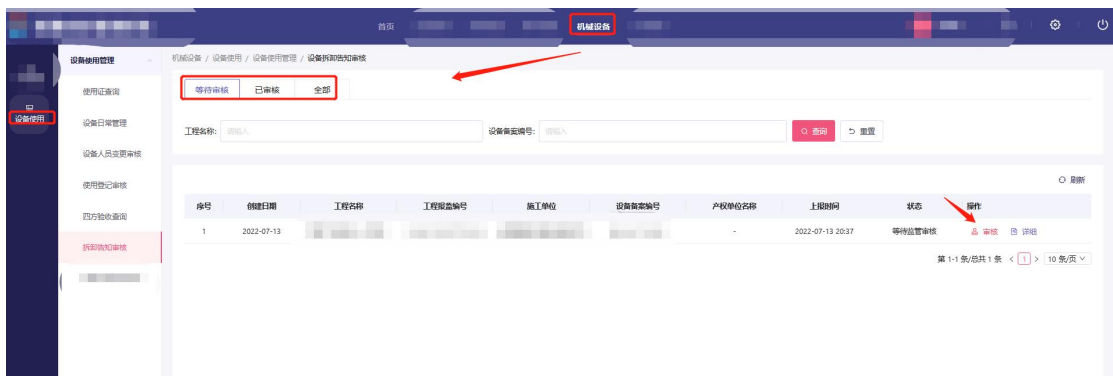 首页 机械设备
设备使用
设备使用管理
使用证查询
设备日常管理
设备人员变更审核
使用登记审核
四方验收查询
拆卸告知审核
机械设备 / 设备使用 / 设备使用管理 / 设备拆卸告知审核
等待审核 已审核 全部
工程名称: 请输入 设备备案编号: 请输入 查询 重置
刷新
序号 创建日期 工程名称 工程报监编号 施工单位 设备备案编号 产权单位名称 上报时间 状态 操作
1 2022-07-13 - 2022-07-13 20:37 等待监管审核 审核 详细
第 1-1 条/总共 1 条 < 1 > 10 条/页